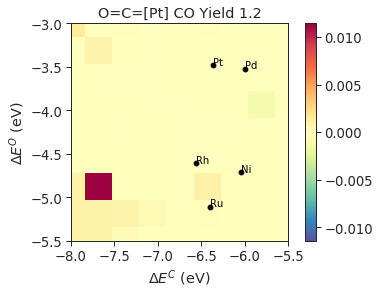 O=C=[Pt] CO Yield 1.2
−3.0
−3.5
−4.0
−4.5
−5.0
−5.5
ΔE^O (eV)
Pt
Pd
Rh
Ni
Ru
−8.0 −7.5 −7.0 −6.5 −6.0 −5.5
ΔE^C (eV)
0.010
0.005
0.000
−0.005
−0.010